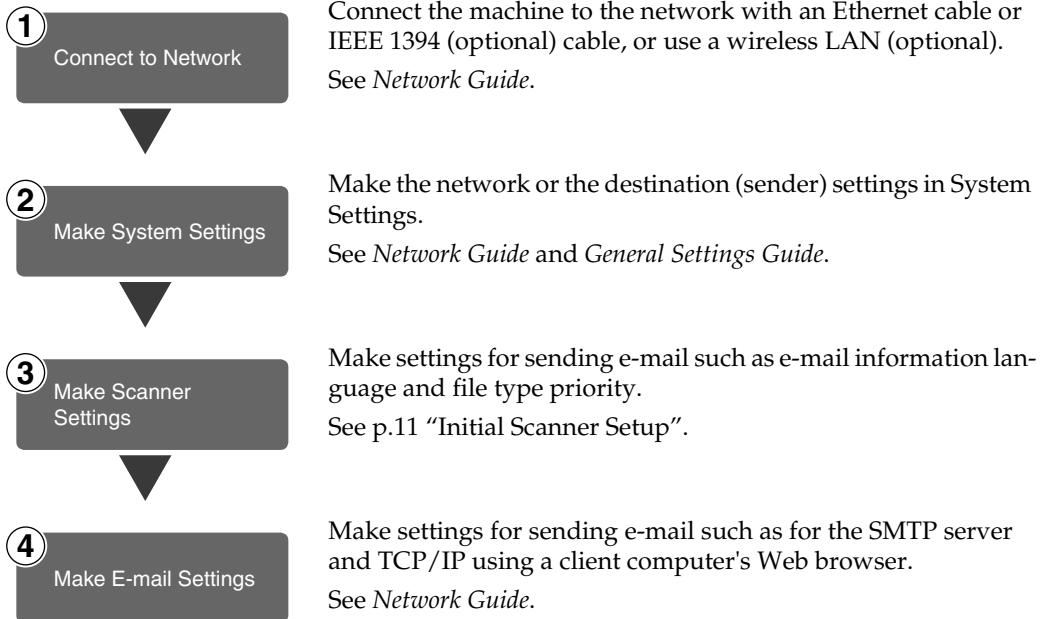 1
Connect to Network
Connect the machine to the network with an Ethernet cable or
IEEE 1394 (optional) cable, or use a wireless LAN (optional).
See Network Guide.
2
Make System Settings
Make the network or the destination (sender) settings in System
Settings.
See Network Guide and General Settings Guide.
3
Make Scanner
Settings
Make settings for sending e-mail such as e-mail information lan-
guage and file type priority.
See p.11 “Initial Scanner Setup”.
4
Make E-mail Settings
Make settings for sending e-mail such as for the SMTP server
and TCP/IP using a client computer's Web browser.
See Network Guide.